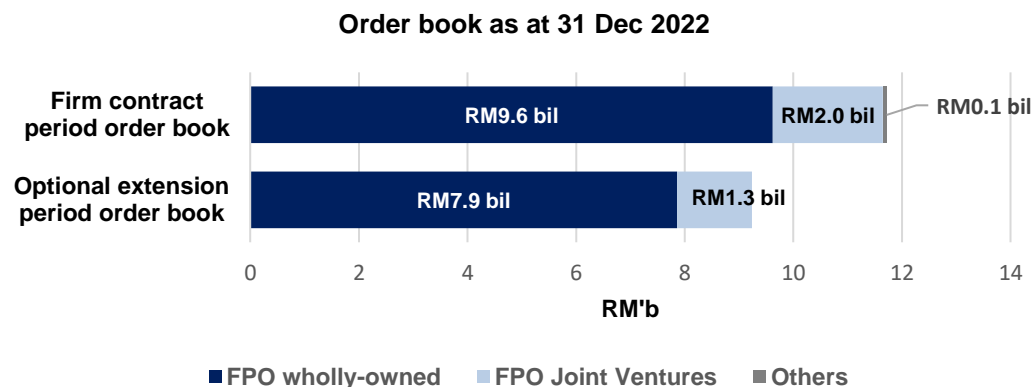 Order book as at 31 Dec 2022
Firm contract
period order book
RM9.6 bil
RM2.0 bil
RM0.1 bil
Optional extension
period order book
RM7.9 bil
RM1.3 bil
0 2 4 6 8 10 12 14
RM'b
FPO wholly-owned FPO Joint Ventures Others